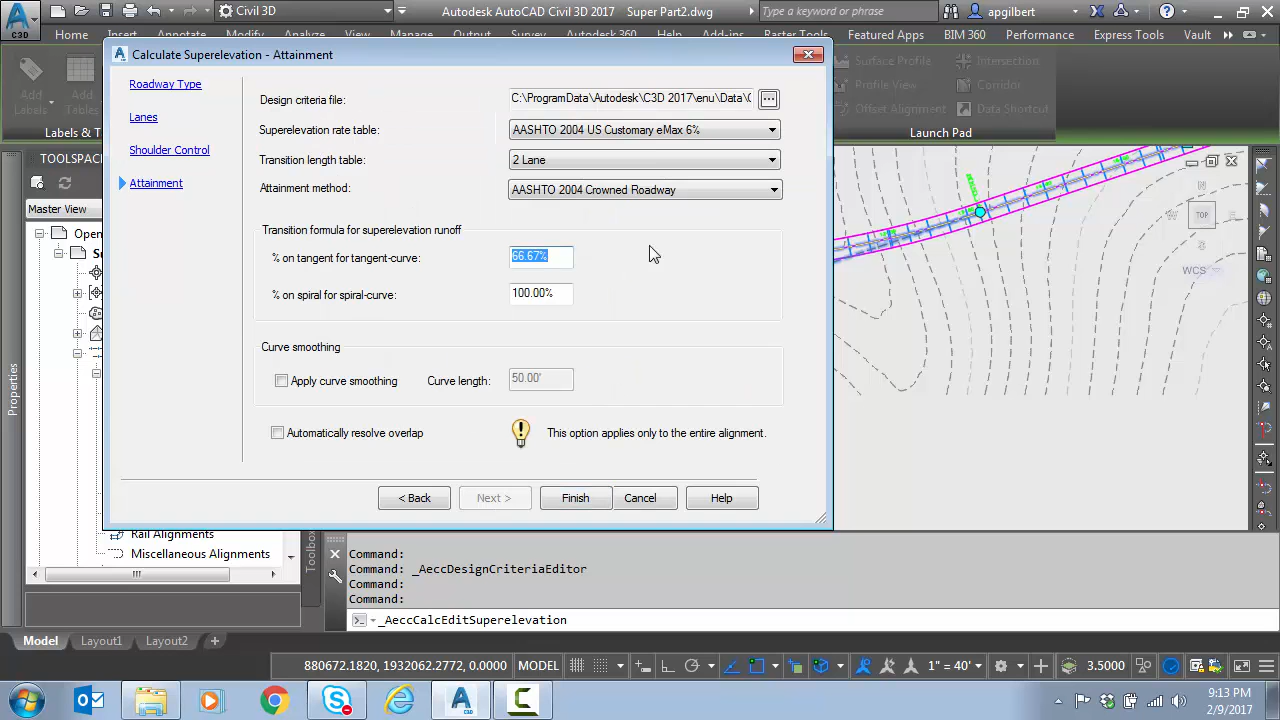 Civil 3D
Autodesk AutoCAD Civil 3D 2017 Super Part2.dwg
Type a keyword or phrase
apgilbert
C3D
Home Insert Annotate Modify Analyze View Manage Output Survey Autodesk 360 Help Add-ins Raster Tools Featured Apps BIM 360 Performance Express Tools Vault
Calculate Superelevation - Attainment
Add Labels
Add Tables
Labels & T
Surface Profile
Intersection
Profile View
Corridor
Offset Alignment
Data Shortcut
Launch Pad
TOOLSPACE
Master View
Open
Roadway Type
Lanes
Shoulder Control
Attainment
Design criteria file:
C:\ProgramData\Autodesk\C3D 2017\enu\Data\C
Superelevation rate table:
AASHTO 2004 US Customary eMax 6%
Transition length table:
2 Lane
Attainment method:
AASHTO 2004 Crowned Roadway
Transition formula for superelevation runoff
% on tangent for tangent-curve:
66.67%
% on spiral for spiral-curve:
100.00%
Curve smoothing
Apply curve smoothing
Curve length:
50.00'
Automatically resolve overlap
This option applies only to the entire alignment.
< Back
Next >
Finish
Cancel
Help
TOP
WCS
Properties
Toolbox
Rail Alignments
Miscellaneous Alignments
Command:
Command: _AeccDesignCriteriaEditor
Command:
Command:
_AeccCalcEditSuperelevation
Model
Layout1
Layout2
+
880672.1820, 1932062.2772, 0.0000
MODEL
1" = 40'
3.5000
9:13 PM
2/9/2017